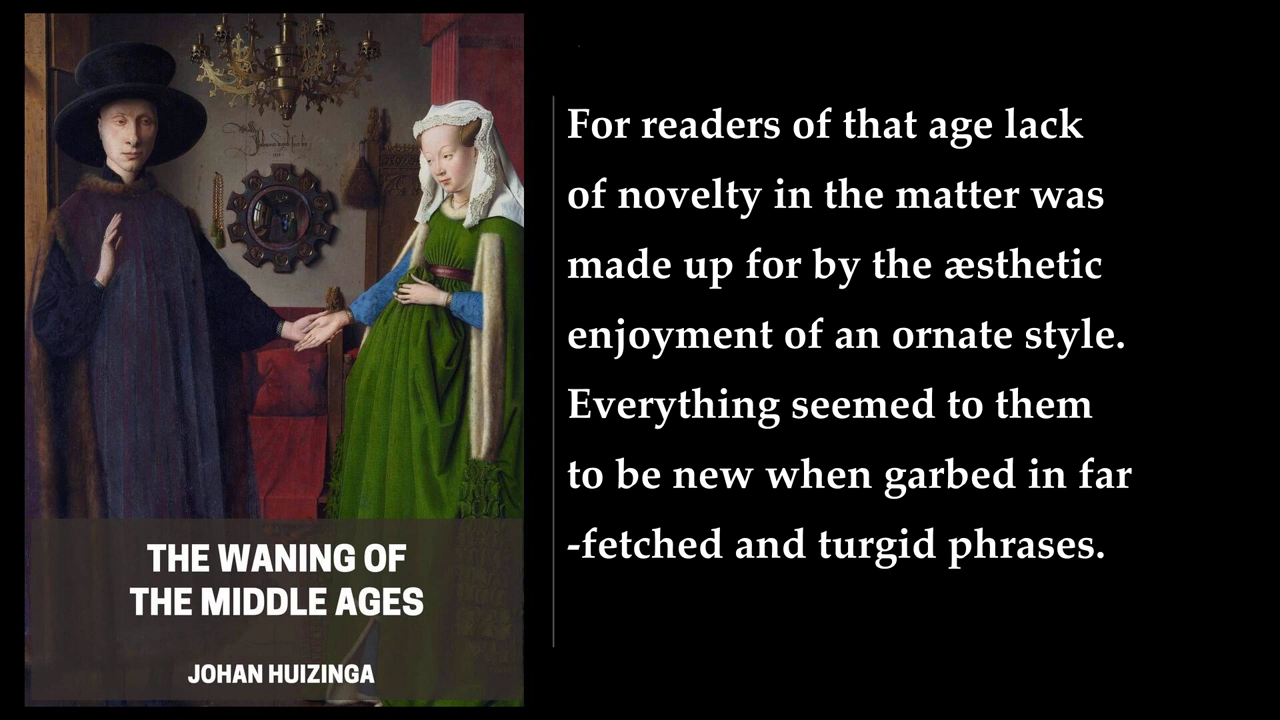 THE WANING OF
THE MIDDLE AGES
JOHAN HUIZINGA
For readers of that age lack
of novelty in the matter was
made up for by the æsthetic
enjoyment of an ornate style.
Everything seemed to them
to be new when garbed in far
-fetched and turgid phrases.